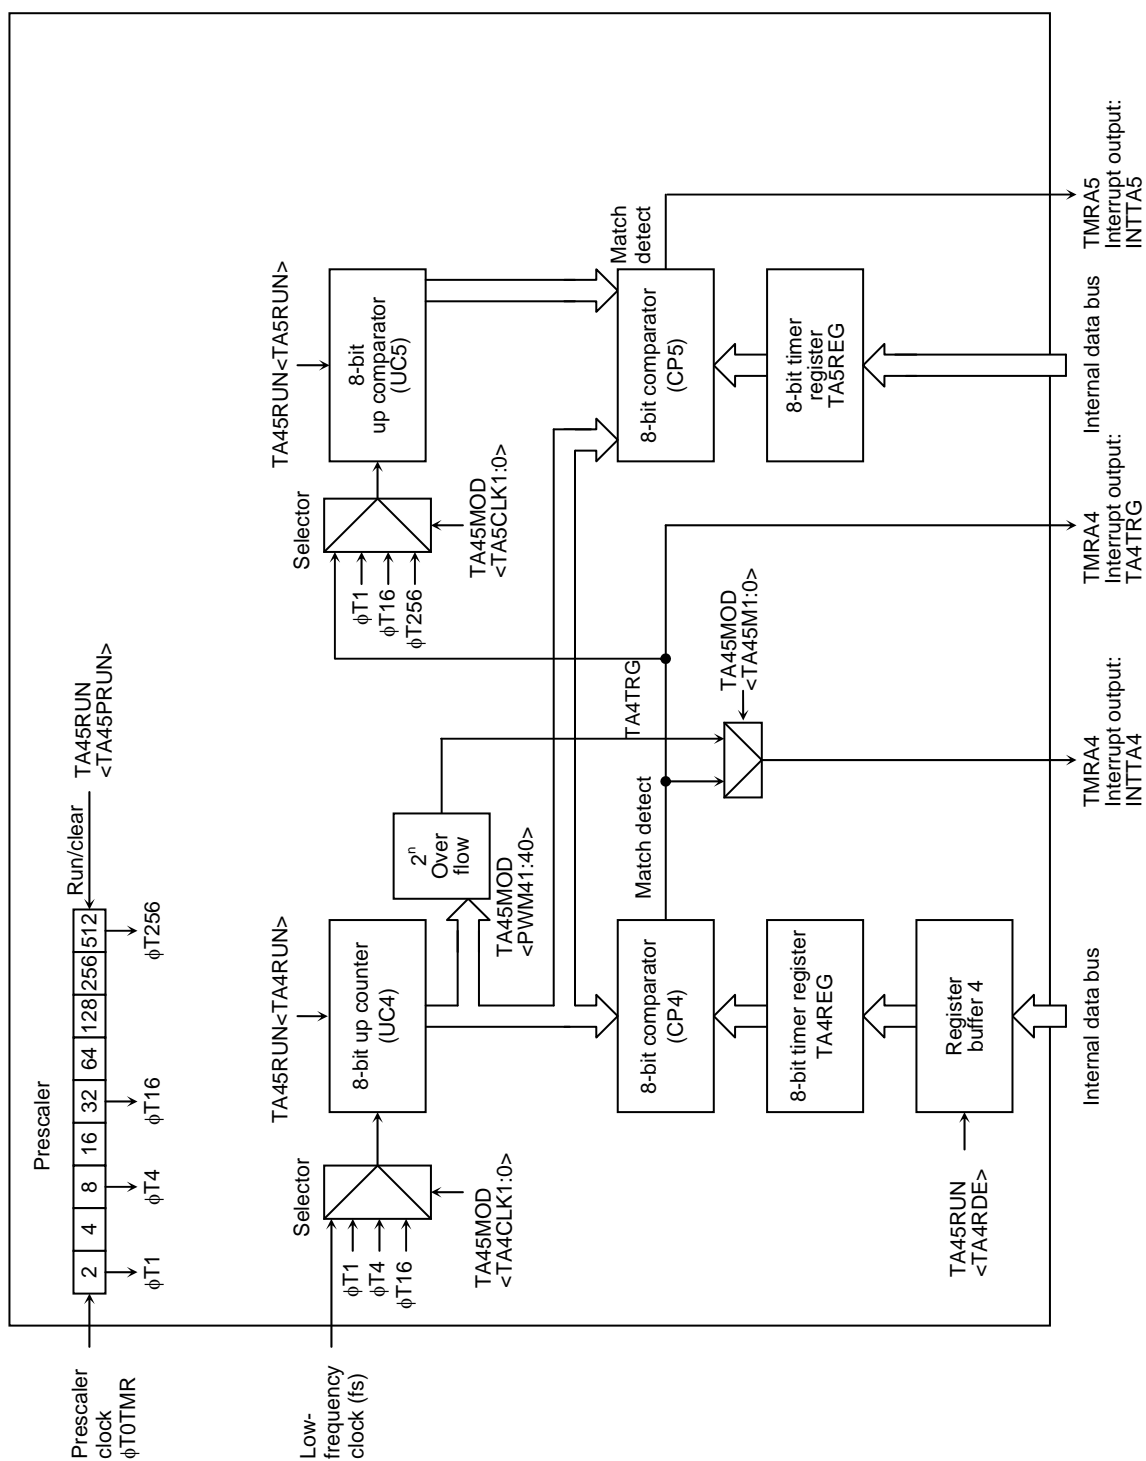 Prescaler
Prescaler
clock
φT0TMR
2
4
8
16
32
64
128
256
512
Run/clear
TA45RUN
<TA45PRUN>
φT1
φT4
φT16
φT256
Low-
frequency
clock (fs)
Selector
φT1
φT4
φT16
TA45MOD
<TA4CLK1:0>
TA45RUN<TA4RUN>
8-bit up counter
(UC4)
2n
Over
flow
TA45MOD
<PWM41:40>
TA4TRG
Selector
φT1
φT16
φT256
TA45MOD
<TA5CLK1:0>
TA45RUN<TA5RUN>
8-bit
up comparator
(UC5)
8-bit comparator
(CP4)
Match detect
TA45MOD
<TA45M1:0>
8-bit comparator
(CP5)
Match
detect
8-bit timer register
TA4REG
8-bit timer
register
TA5REG
TA45RUN
<TA4RDE>
Register
buffer 4
Internal data bus
TMRA4
Interrupt output:
INTTA4
TMRA4
Interrupt output:
TA4TRG
Internal data bus
TMRA5
Interrupt output:
INTTA5